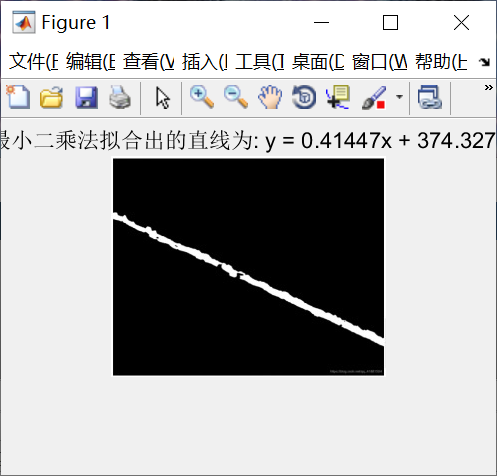 Figure 1
文件(F 编辑(E 查看(V 插入(I 工具(T 桌面(D 窗口(W 帮助(H
最小二乘法拟合出的直线为: y = 0.41447x + 374.327